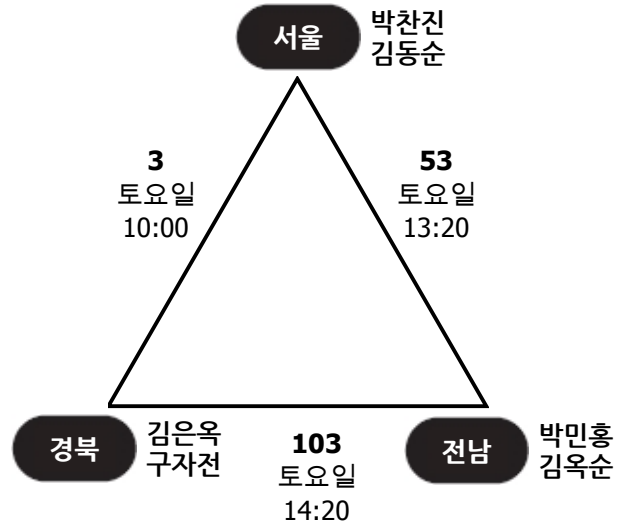 서울
박찬진
김동순
3
토요일
10:00
53
토요일
13:20
경북
김은옥
구자전
103
토요일
14:20
전남
박민홍
김옥순